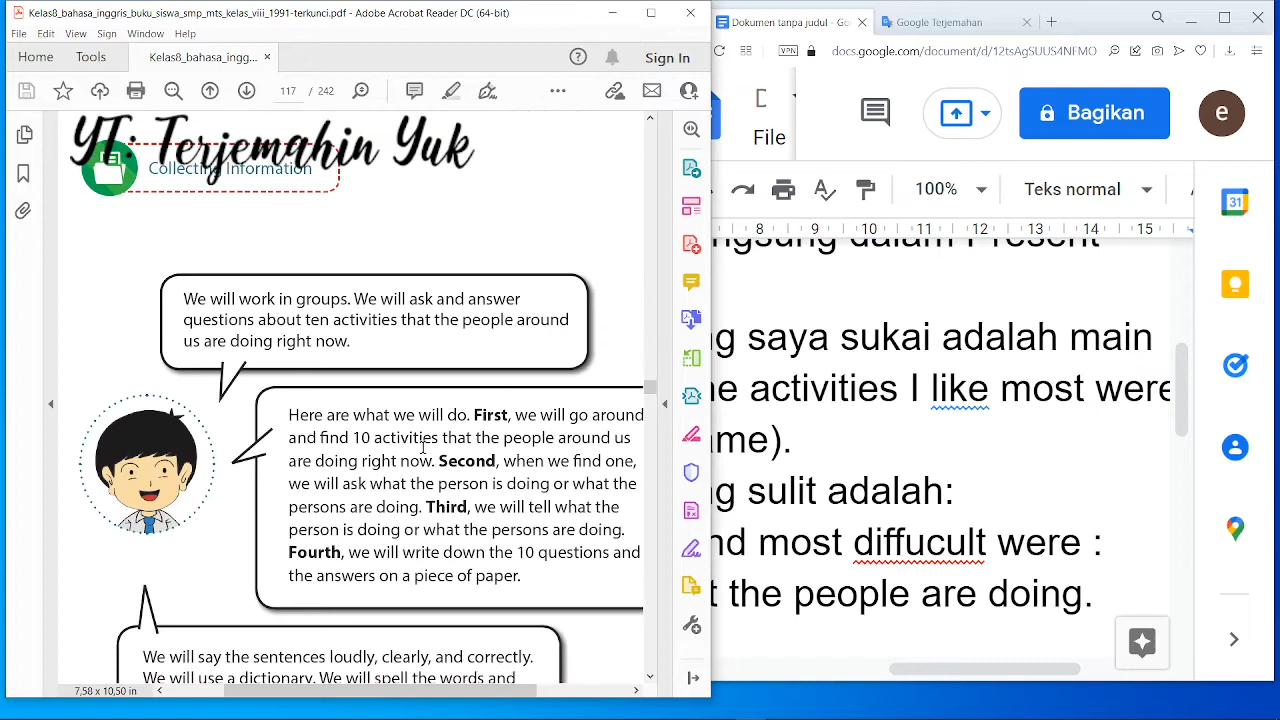 Kelas8_bahasa_inggris_buku_siswa_smp_mts_kelas_viii_1991-terkunci.pdf - Adobe Acrobat Reader DC (64-bit)
File Edit View Sign Window Help
Home Tools Kelas8_bahasa_ingg... × Sign In
117 / 242
YT: Terjemahin Yuk
Collecting Information
We will work in groups. We will ask and answer
questions about ten activities that the people around
us are doing right now.
Here are what we will do. First, we will go around
and find 10 activities that the people around us
are doing right now. Second, when we find one,
we will ask what the person is doing or what the
persons are doing. Third, we will tell what the
person is doing or what the persons are doing.
Fourth, we will write down the 10 questions and
the answers on a piece of paper.
We will say the sentences loudly, clearly, and correctly.
We will use a dictionary. We will spell the words and
7,58 x 10,50 in
Dokumen tanpa judul - Go
Google Terjemahan
VPN
docs.google.com/document/d/12tsAgSUUS4NFMO
File
Bagikan
e
100%
Teks normal
8 9 10 11 12 13 14 15
ngsung dalam Present
ng saya sukai adalah main
he activities I like most were
ame).
ng sulit adalah:
nd most diffucult were :
t the people are doing.
31